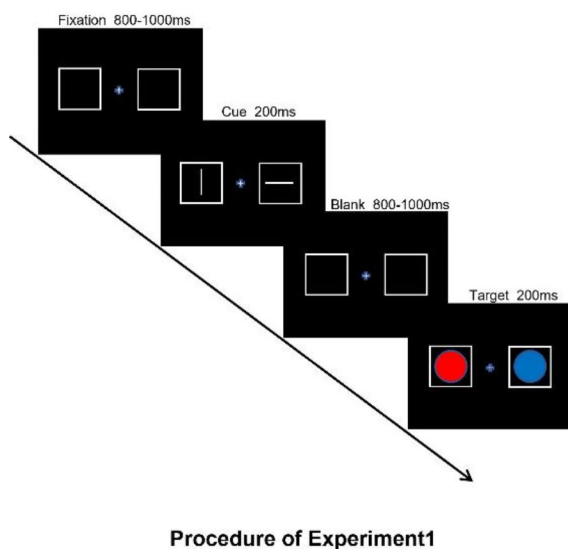 Fixation 800-1000ms
Cue 200ms
Blank 800-1000ms
Target 200ms
Procedure of Experiment1